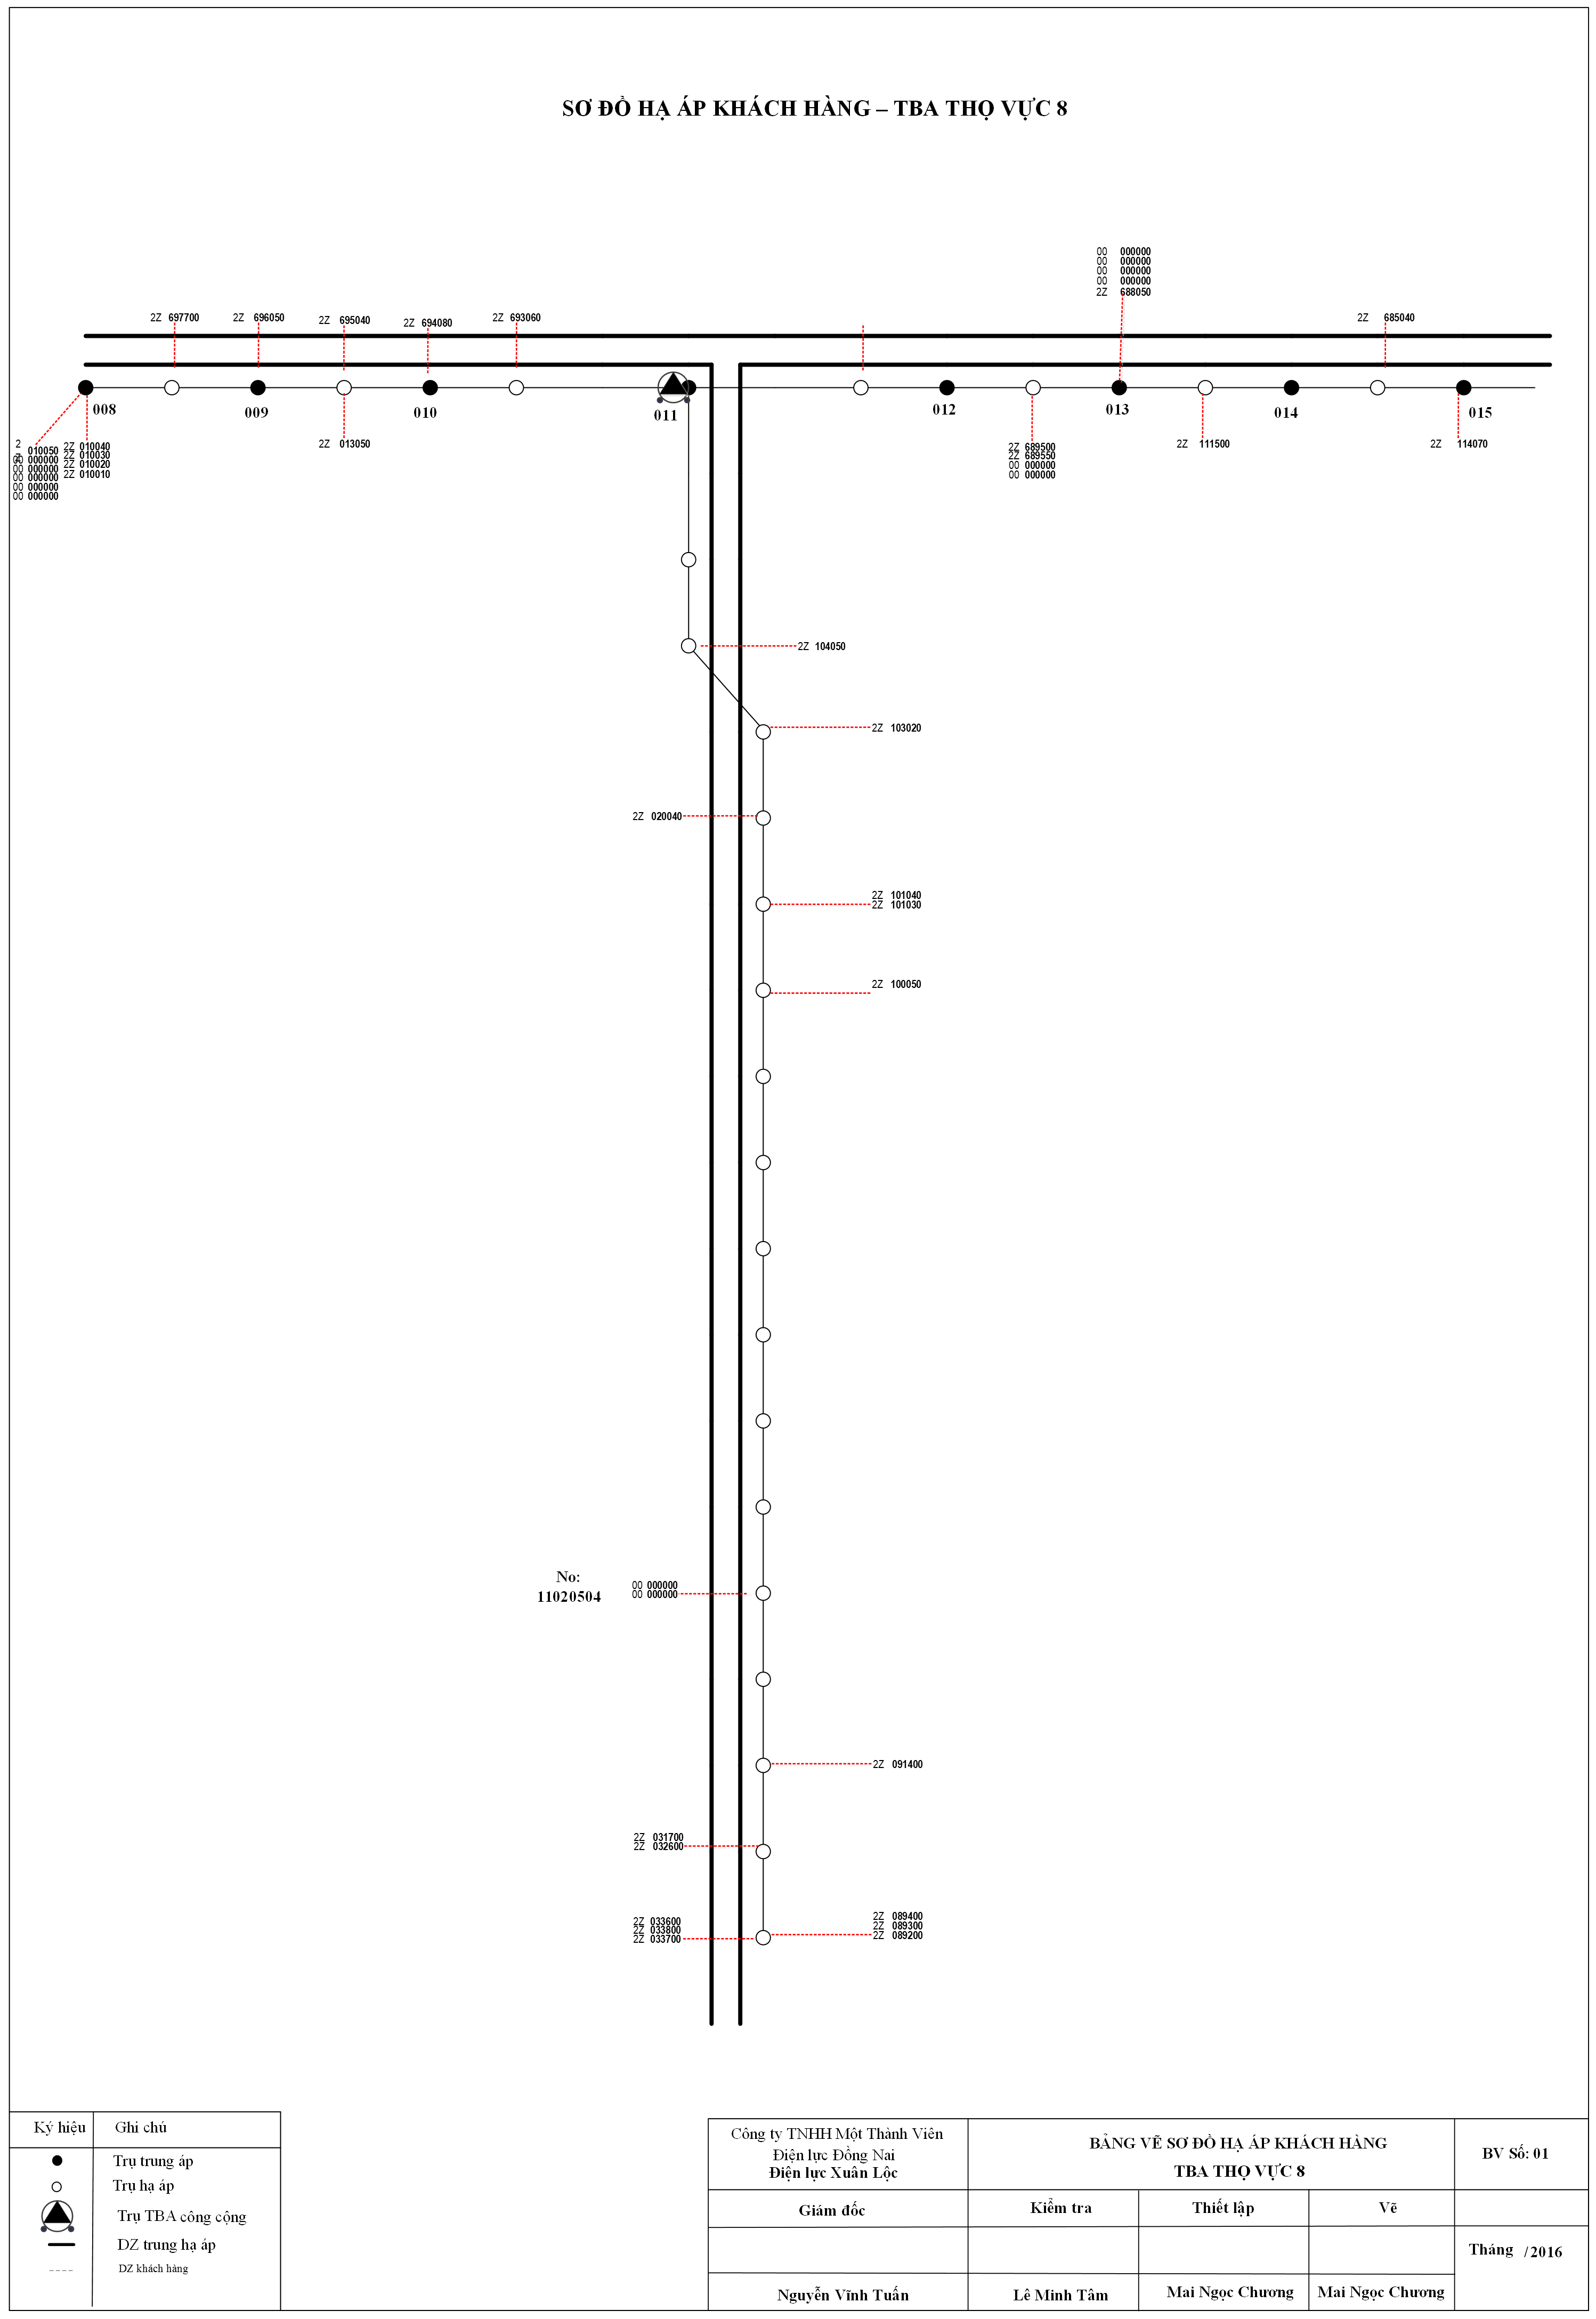 SƠ ĐỒ HẠ ÁP KHÁCH HÀNG – TBA THỌ VỰC 8
00 000000
00 000000
00 000000
00 000000
2Z 688050
2Z 697700
2Z 696050
2Z 695040
2Z 694080
2Z 693060
2Z 685040
008
009
010
011
012
013
014
015
2Z 010050
00 000000
00 000000
00 000000
00 000000
00 000000
2Z 010040
2Z 010030
2Z 010020
2Z 010010
2Z 013050
2Z 689500
2Z 689550
00 000000
00 000000
2Z 111500
2Z 114070
2Z 104050
2Z 103020
2Z 020040
2Z 101040
2Z 101030
2Z 100050
No:
11020504
00 000000
00 000000
2Z 091400
2Z 031700
2Z 032600
2Z 033600
2Z 033800
2Z 033700
2Z 089400
2Z 089300
2Z 089200
Ký hiệu Ghi chú
Trụ trung áp
Trụ hạ áp
Trụ TBA công cộng
DZ trung hạ áp
DZ khách hàng
Công ty TNHH Một Thành Viên
Điện lực Đồng Nai
Điện lực Xuân Lộc
BẢNG VẼ SƠ ĐỒ HẠ ÁP KHÁCH HÀNG
TBA THỌ VỰC 8
BV Số: 01
Giám đốc Kiểm tra Thiết lập Vẽ
Tháng /2016
Nguyễn Vĩnh Tuấn Lê Minh Tâm Mai Ngọc Chương Mai Ngọc Chương